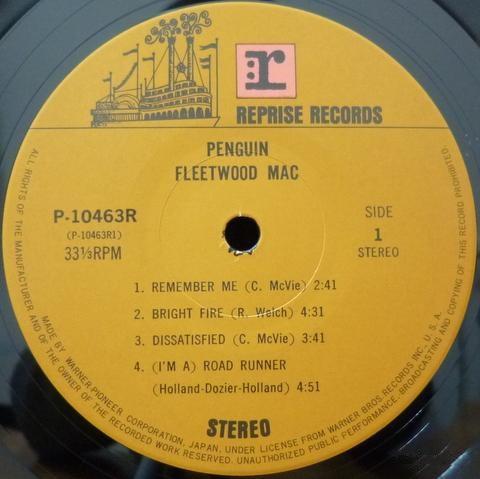 r
REPRISE RECORDS
PENGUIN
FLEETWOOD MAC
P-10463R
(P-10463R1)
33⅓RPM
SIDE
1
STEREO
1. REMEMBER ME (C. McVie) 2:41
2. BRIGHT FIRE (R. Welch) 4:31
3. DISSATISFIED (C. McVie) 3:41
4. (I'M A) ROAD RUNNER
(Holland-Dozier-Holland) 4:51
STEREO
ALL RIGHTS OF THE MANUFACTURER AND OF THE OWNER OF THE RECORDED WORK RESERVED. UNAUTHORIZED PUBLIC PERFORMANCE, BROADCASTING AND COPYING OF THIS RECORD PROHIBITED.
MADE BY WARNER-PIONEER CORPORATION, JAPAN, UNDER LICENSE FROM WARNER BROS RECORDS INC., U.S.A.